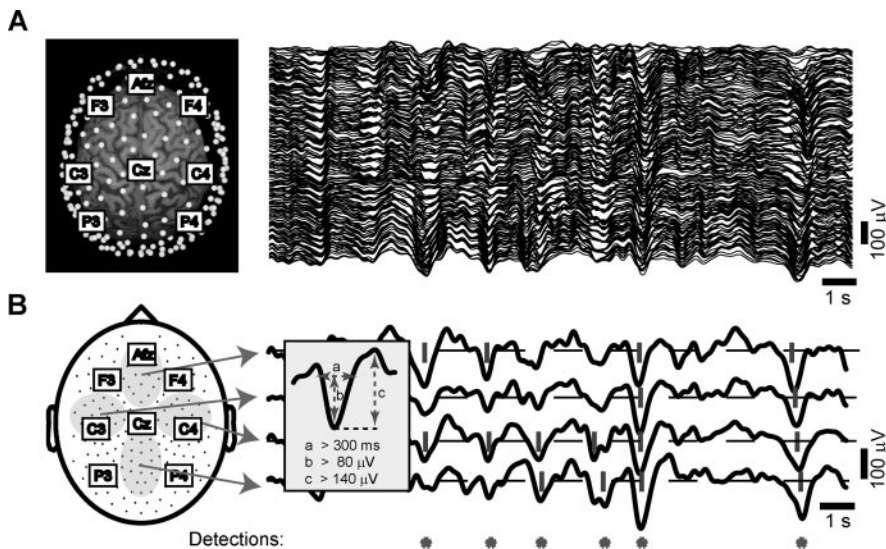 A
Afz
F3 F4
C3 Cz C4
P3 P4
100 µV
1 s
B
Afz
F3 F4
C3 Cz C4
P3 P4
a
b
c
a > 300 ms
b > 80 µV
c > 140 µV
100 µV
1 s
Detections: